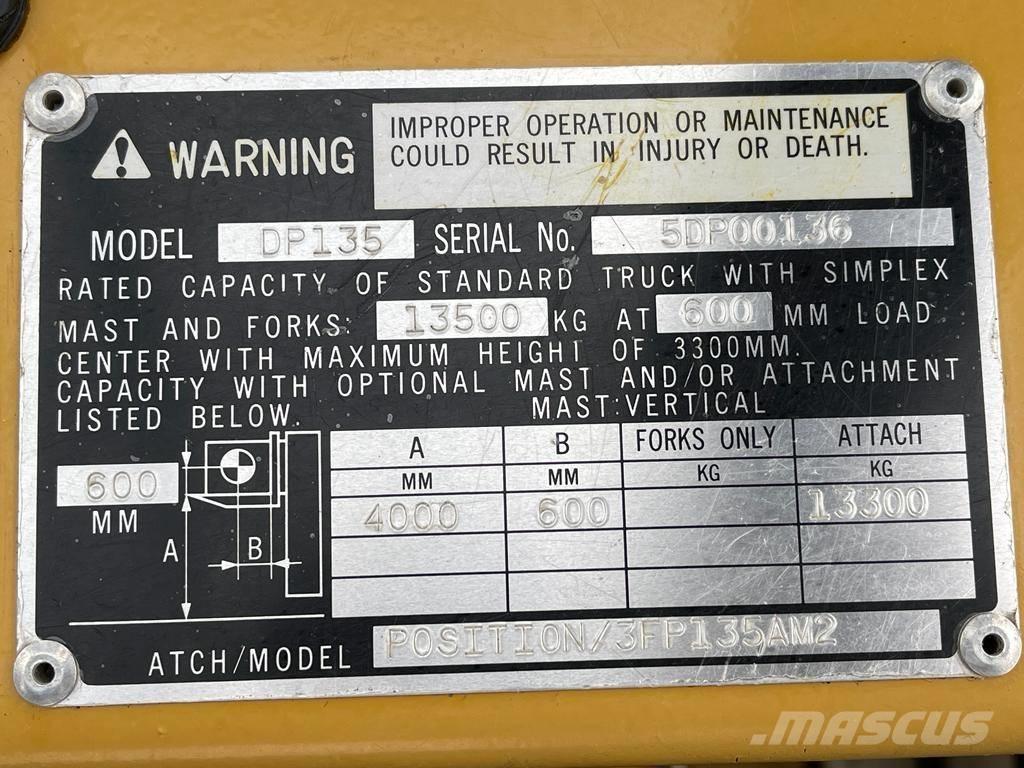 WARNING
IMPROPER OPERATION OR MAINTENANCE
COULD RESULT IN INJURY OR DEATH.
MODEL DP135 SERIAL No. 5DP00136
RATED CAPACITY OF STANDARD TRUCK WITH SIMPLEX
MAST AND FORKS: 13500 KG AT 600 MM LOAD
CENTER WITH MAXIMUM HEIGHT OF 3300MM.
CAPACITY WITH OPTIONAL MAST AND/OR ATTACHMENT
LISTED BELOW. MAST:VERTICAL
A B FORKS ONLY ATTACH
MM MM KG KG
4000 600 13300
600
MM
A
B
ATCH/MODEL POSITION/3FP135AM2
MASCUS